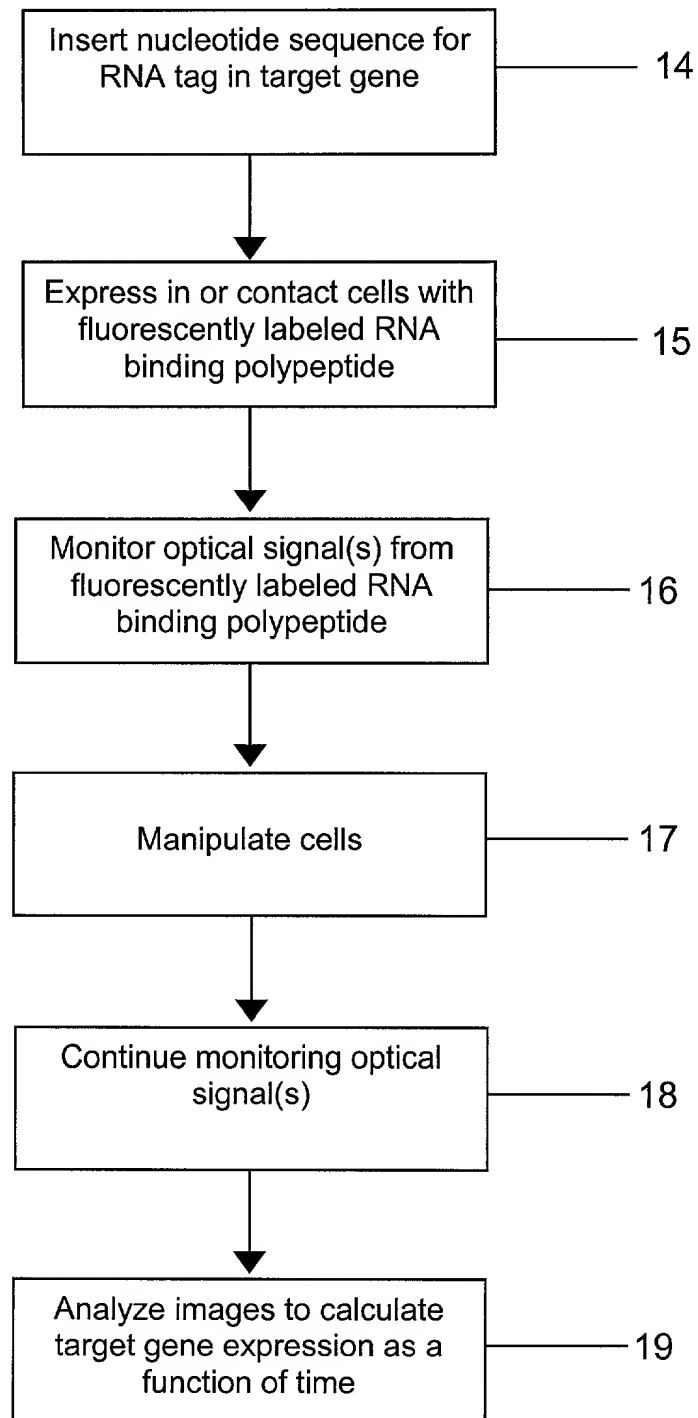 Insert nucleotide sequence for
RNA tag in target gene
14
Express in or contact cells with
fluorescently labeled RNA
binding polypeptide
15
Monitor optical signal(s) from
fluorescently labeled RNA
binding polypeptide
16
Manipulate cells
17
Continue monitoring optical
signal(s)
18
Analyze images to calculate
target gene expression as a
function of time
19